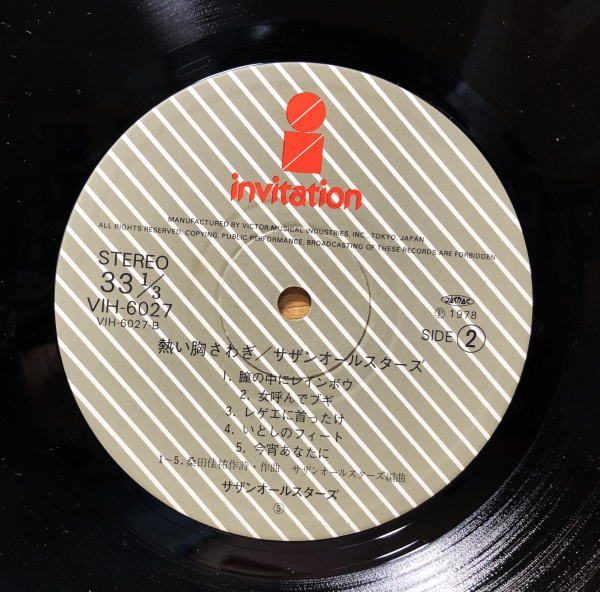 invitation
MANUFACTURED BY VICTOR MUSICAL INDUSTRIES, INC., TOKYO, JAPAN
ALL RIGHTS RESERVED. COPYING, PUBLIC PERFORMANCE, BROADCASTING OF THESE RECORDS ARE FORBIDDEN
STEREO
33 1/3
VIH-6027
VIH-6027-B
JASRAC
Ⓟ 1978
SIDE ②
熱い胸さわぎ/サザンオールスターズ
1. 瞳の中にレインボウ
2. 女呼んでブギ
3. レゲエに首ったけ
4. いとしのフィート
5. 今宵あなたに
1〜5. 桑田佳祐作詩・作曲 サザンオールスターズ編曲
サザンオールスターズ
⑤